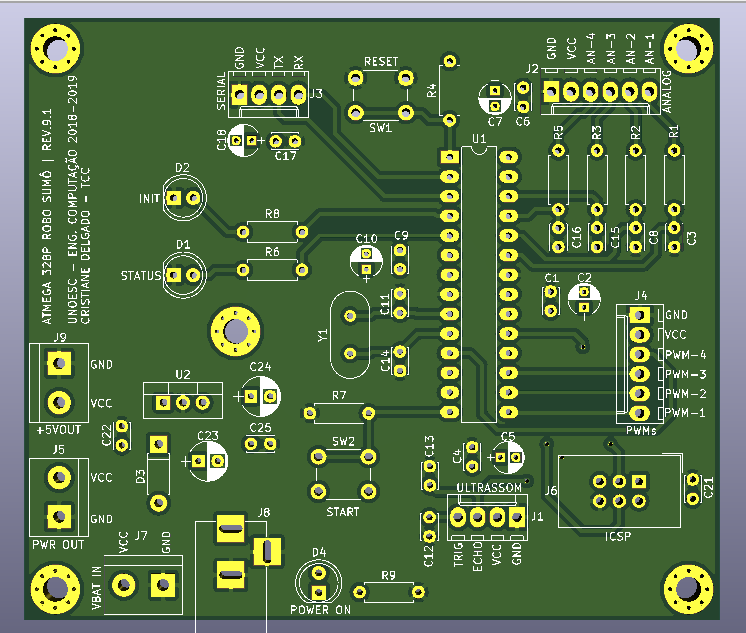 ATMEGA 328P ROBO SUMÔ | REV.9.1
UNOESC - ENG. COMPUTAÇÃO 2018-2019
CRISTIANE DELGADO - TCC
SERIAL
GND
VCC
TX
RX
J3
C18
C17
RESET
SW1
R4
C7
C6
J2
GND
VCC
AN-4
AN-3
AN-2
AN-1
ANALOG
U1
R5
R3
R2
R1
C16
C15
C8
C3
D2
INIT
R8
D1
STATUS
R6
C10
C9
C11
Y1
C14
C1
C2
J4
GND
VCC
PWM-4
PWM-3
PWM-2
PWM-1
PWMs
J9
GND
VCC
+5VOUT
U2
C24
C22
C25
C23
D3
R7
SW2
START
J5
VCC
GND
PWR OUT
C13
C4
C5
ULTRASSOM
J1
C12
TRIG
ECHO
VCC
GND
J6
ICSP
C21
J7
VCC
GND
VBAT IN
J8
D4
POWER ON
R9